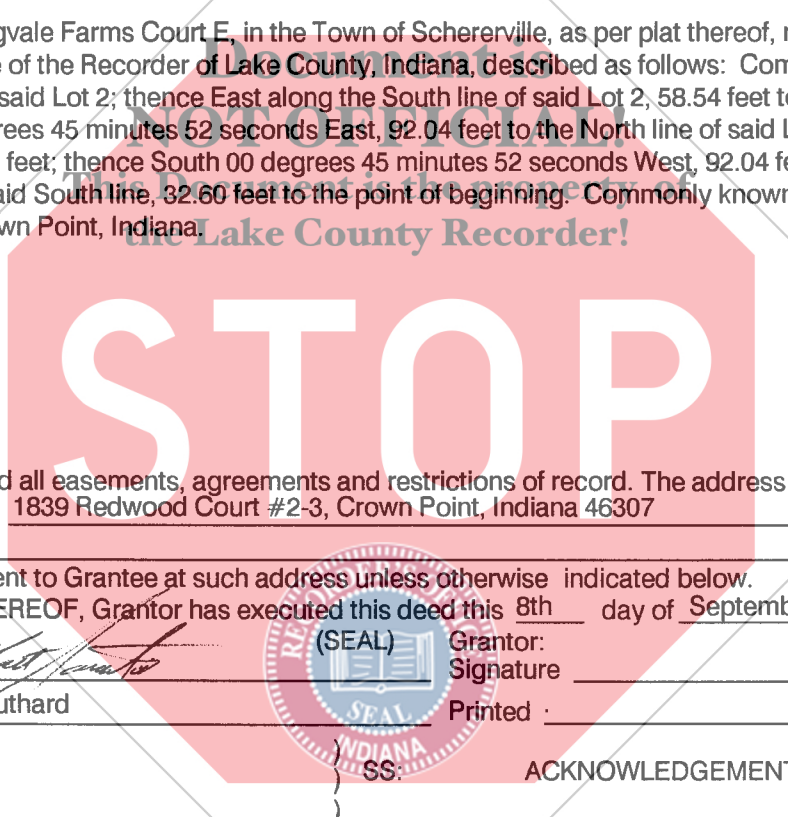 gvale Farms Court E, in the Town of Schererville, as per plat thereof, r
Document is
e of the Recorder of Lake County, Indiana, described as follows: Com
said Lot 2; thence East along the South line of said Lot 2, 58.54 feet to
NOT OFFICIAL!
rees 45 minutes 52 seconds East, 92.04 feet to the North line of said L
feet; thence South 00 degrees 45 minutes 52 seconds West, 92.04 fe
This Document is the property of
aid South line, 32.60 feet to the point of beginning. Commonly known
wn Point, Indiana.
the Lake County Recorder!
STOP
d all easements, agreements and restrictions of record. The address
1839 Redwood Court #2-3, Crown Point, Indiana 46307
ent to Grantee at such address unless otherwise indicated below.
EREOF, Grantor has executed this deed this 8th day of Septemb
(SEAL) Grantor:
Signature
uthard
Printed
RECORDER'S OFFICE
SEAL
INDIANA
SS: ACKNOWLEDGEMENT